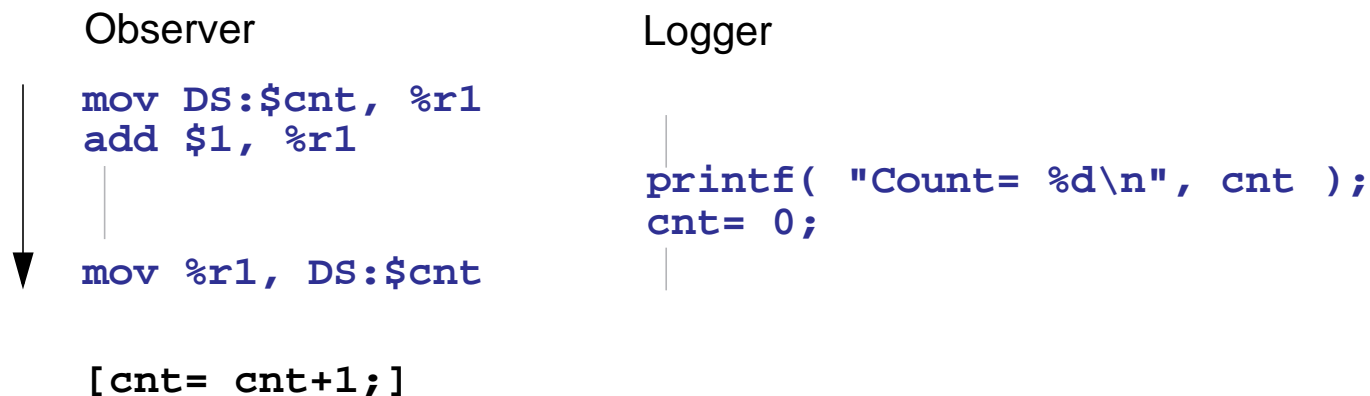 Observer
Logger
mov DS:$cnt, %r1
add $1, %r1
printf( "Count= %d\n", cnt );
cnt= 0;
mov %r1, DS:$cnt
[cnt= cnt+1;]